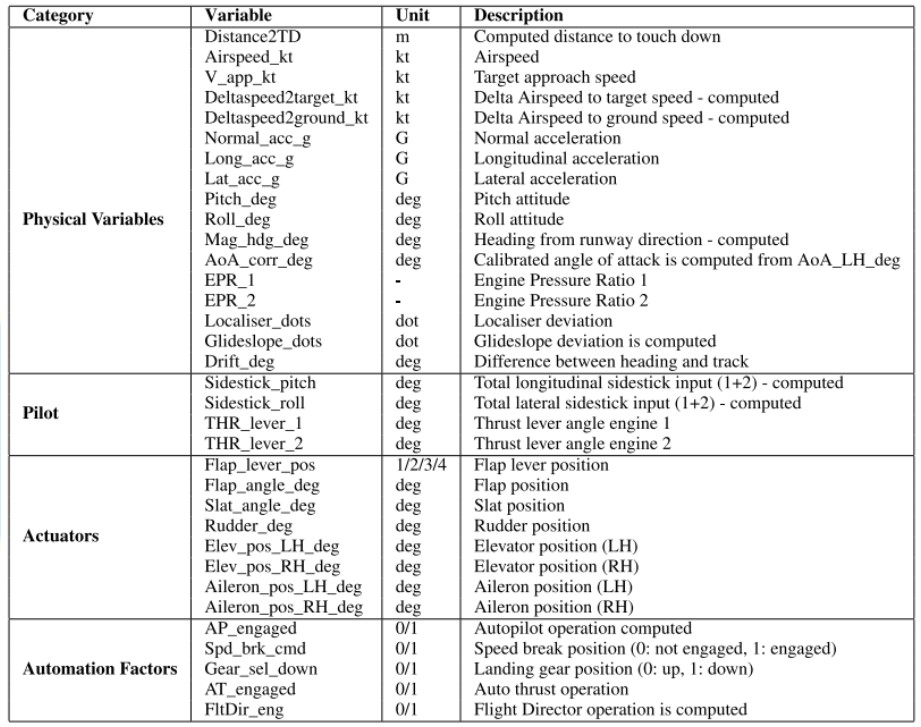 Category Variable Unit Description
Distance2TD m Computed distance to touch down
Airspeed_kt kt Airspeed
V_app_kt kt Target approach speed
Deltaspeed2target_kt kt Delta Airspeed to target speed - computed
Deltaspeed2ground_kt kt Delta Airspeed to ground speed - computed
Normal_acc_g G Normal acceleration
Long_acc_g G Longitudinal acceleration
Lat_acc_g G Lateral acceleration
Pitch_deg deg Pitch attitude
Physical Variables Roll_deg deg Roll attitude
Mag_hdg_deg deg Heading from runway direction - computed
AoA_corr_deg deg Calibrated angle of attack is computed from AoA_LH_deg
EPR_1 - Engine Pressure Ratio 1
EPR_2 - Engine Pressure Ratio 2
Localiser_dots dot Localiser deviation
Glideslope_dots dot Glideslope deviation is computed
Drift_deg deg Difference between heading and track
Sidestick_pitch deg Total longitudinal sidestick input (1+2) - computed
Pilot Sidestick_roll deg Total lateral sidestick input (1+2) - computed
THR_lever_1 deg Thrust lever angle engine 1
THR_lever_2 deg Thrust lever angle engine 2
Flap_lever_pos 1/2/3/4 Flap lever position
Flap_angle_deg deg Flap position
Slat_angle_deg deg Slat position
Actuators Rudder_deg deg Rudder position
Elev_pos_LH_deg deg Elevator position (LH)
Elev_pos_RH_deg deg Elevator position (RH)
Aileron_pos_LH_deg deg Aileron position (LH)
Aileron_pos_RH_deg deg Aileron position (RH)
AP_engaged 0/1 Autopilot operation computed
Spd_brk_cmd 0/1 Speed break position (0: not engaged, 1: engaged)
Automation Factors Gear_sel_down 0/1 Landing gear position (0: up, 1: down)
AT_engaged 0/1 Auto thrust operation
FltDir_eng 0/1 Flight Director operation is computed